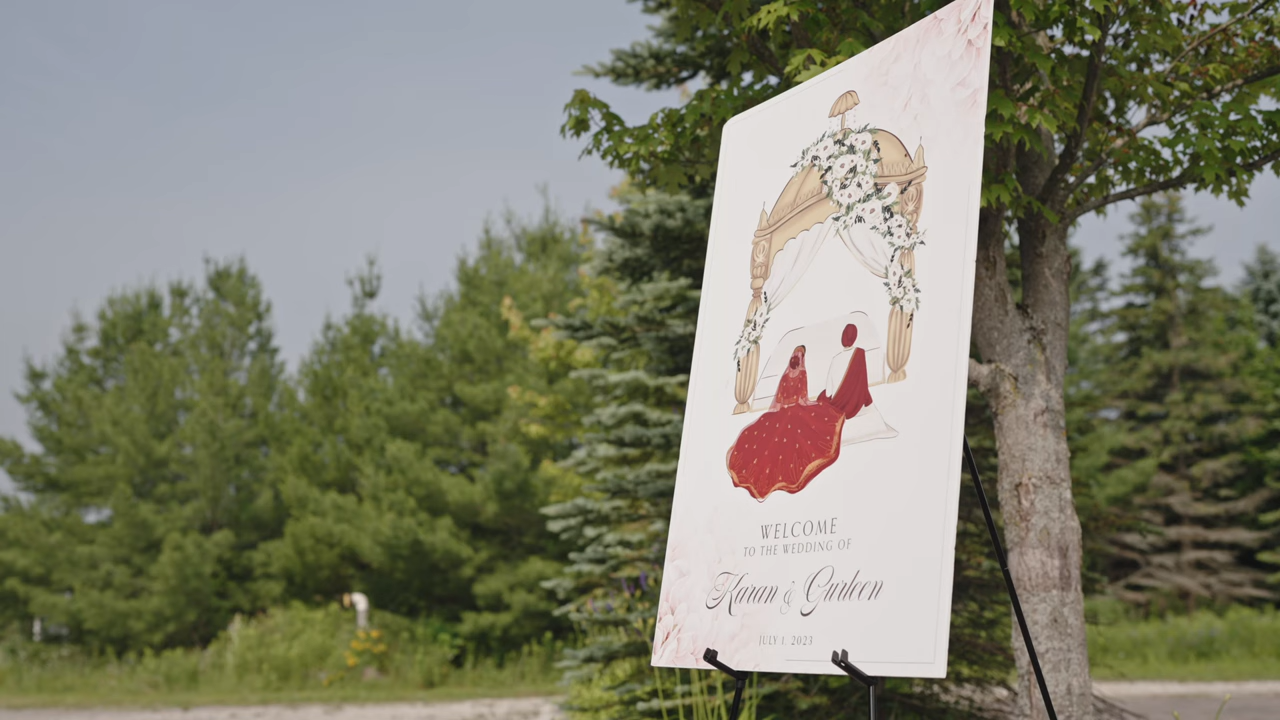 WELCOME
TO THE WEDDING OF
Karan & Gurleen
JULY 1, 2023